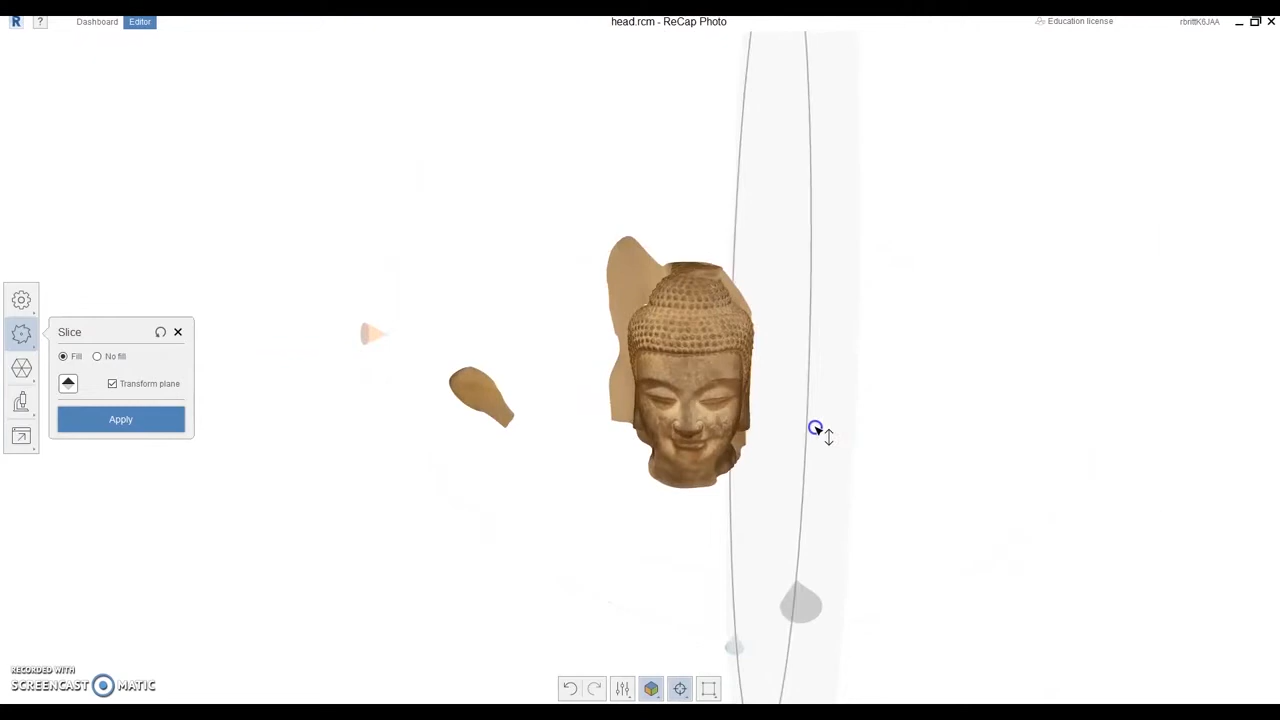 R ? Dashboard Editor head.rcm - ReCap Photo Education license rbrittK6JAA
Slice
Fill No fill
Transform plane
Apply
RECORDED WITH
SCREENCAST MATIC